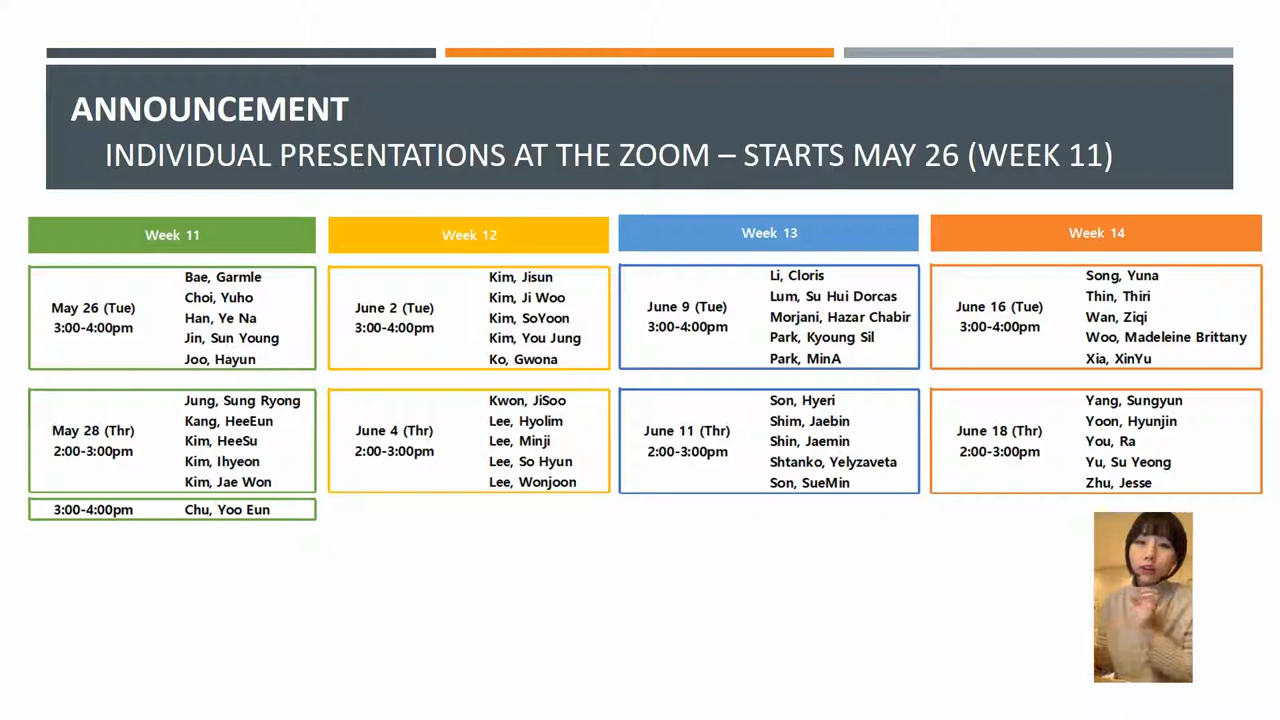 ANNOUNCEMENT
INDIVIDUAL PRESENTATIONS AT THE ZOOM – STARTS MAY 26 (WEEK 11)
Week 11
May 26 (Tue)
3:00-4:00pm
Bae, Garmle
Choi, Yuho
Han, Ye Na
Jin, Sun Young
Joo, Hayun
May 28 (Thr)
2:00-3:00pm
Jung, Sung Ryong
Kang, HeeEun
Kim, HeeSu
Kim, Ihyeon
Kim, Jae Won
3:00-4:00pm Chu, Yoo Eun
Week 12
June 2 (Tue)
3:00-4:00pm
Kim, Jisun
Kim, Ji Woo
Kim, SoYoon
Kim, You Jung
Ko, Gwona
June 4 (Thr)
2:00-3:00pm
Kwon, JiSoo
Lee, Hyolim
Lee, Minji
Lee, So Hyun
Lee, Wonjoon
Week 13
June 9 (Tue)
3:00-4:00pm
Li, Cloris
Lum, Su Hui Dorcas
Morjani, Hazar Chabir
Park, Kyoung Sil
Park, MinA
June 11 (Thr)
2:00-3:00pm
Son, Hyeri
Shim, Jaebin
Shin, Jaemin
Shtanko, Yelyzaveta
Son, SueMin
Week 14
June 16 (Tue)
3:00-4:00pm
Song, Yuna
Thin, Thiri
Wan, Ziqi
Woo, Madeleine Brittany
Xia, XinYu
June 18 (Thr)
2:00-3:00pm
Yang, Sungyun
Yoon, Hyunjin
You, Ra
Yu, Su Yeong
Zhu, Jesse